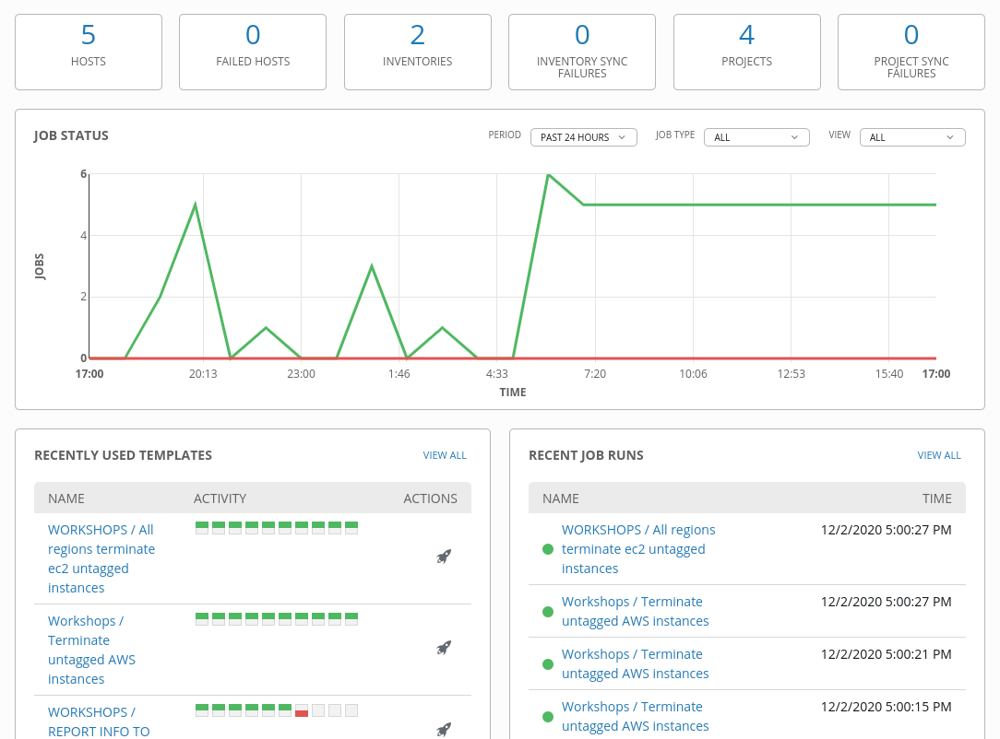 5
HOSTS
0
FAILED HOSTS
2
INVENTORIES
0
INVENTORY SYNC
FAILURES
4
PROJECTS
0
PROJECT SYNC
FAILURES
JOB STATUS
PERIOD PAST 24 HOURS JOB TYPE ALL VIEW ALL
6
4
2
0
JOBS
17:00 20:13 23:00 1:46 4:33 7:20 10:06 12:53 15:40 17:00
TIME
RECENTLY USED TEMPLATES VIEW ALL
NAME ACTIVITY ACTIONS
WORKSHOPS / All
regions terminate
ec2 untagged
instances
Workshops /
Terminate
untagged AWS
instances
WORKSHOPS /
REPORT INFO TO
RECENT JOB RUNS VIEW ALL
NAME TIME
WORKSHOPS / All regions 12/2/2020 5:00:27 PM
terminate ec2 untagged
instances
Workshops / Terminate 12/2/2020 5:00:27 PM
untagged AWS instances
Workshops / Terminate 12/2/2020 5:00:21 PM
untagged AWS instances
Workshops / Terminate 12/2/2020 5:00:15 PM
untagged AWS instances